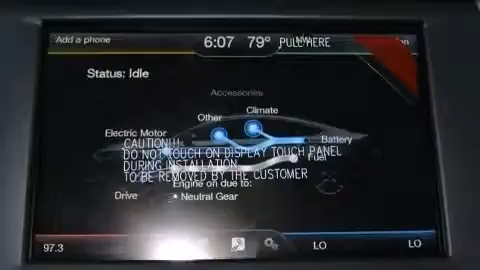 Add a phone
6:07 79° PULL HERE
Status: Idle
Accessories
Other
Climate
Electric Motor
Battery
CAUTION!!!
DO NOT TOUCH ON DISPLAY TOUCH PANEL
Fuel
DURING INSTALLATION
TO BE REMOVED BY THE CUSTOMER
Engine on due to:
Drive
• Neutral Gear
97.3
LO
LO